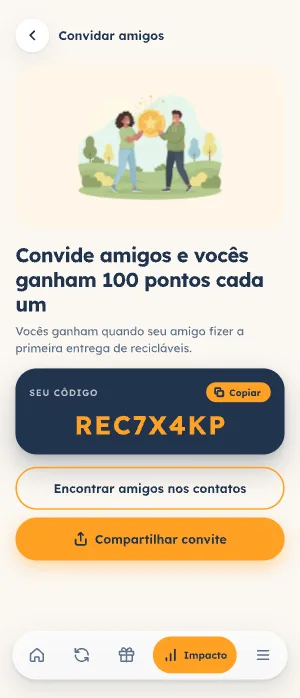 Convidar amigos
Convide amigos e vocês
ganham 100 pontos cada
um
Vocês ganham quando seu amigo fizer a
primeira entrega de recicláveis.
SEU CÓDIGO
Copiar
REC7X4KP
Encontrar amigos nos contatos
Compartilhar convite
Impacto